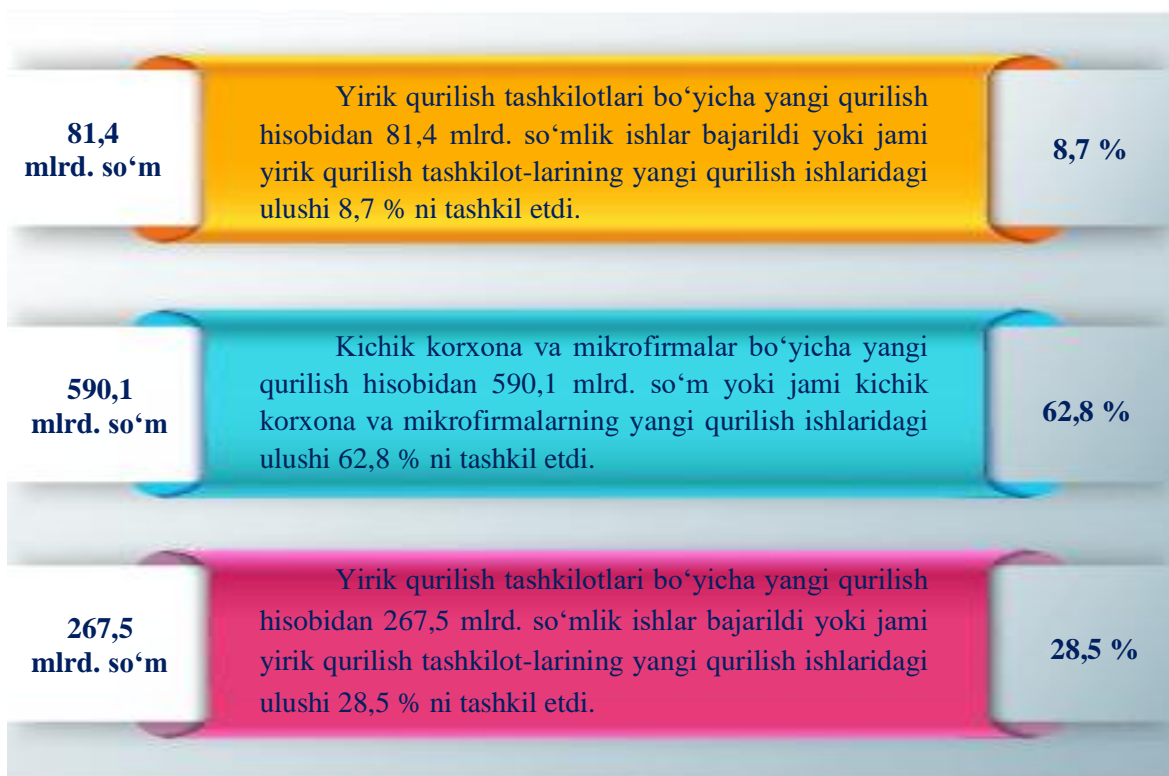 81,4
mlrd. so‘m
Yirik qurilish tashkilotlari bo‘yicha yangi qurilish
hisobidan 81,4 mlrd. so‘mlik ishlar bajarildi yoki jami
yirik qurilish tashkilot-larining yangi qurilish ishlaridagi
ulushi 8,7 % ni tashkil etdi.
8,7 %
590,1
mlrd. so‘m
Kichik korxona va mikrofirmalar bo‘yicha yangi
qurilish hisobidan 590,1 mlrd. so‘m yoki jami kichik
korxona va mikrofirmalarning yangi qurilish ishlaridagi
ulushi 62,8 % ni tashkil etdi.
62,8 %
267,5
mlrd. so‘m
Yirik qurilish tashkilotlari bo‘yicha yangi qurilish
hisobidan 267,5 mlrd. so‘mlik ishlar bajarildi yoki jami
yirik qurilish tashkilot-larining yangi qurilish ishlaridagi
ulushi 28,5 % ni tashkil etdi.
28,5 %